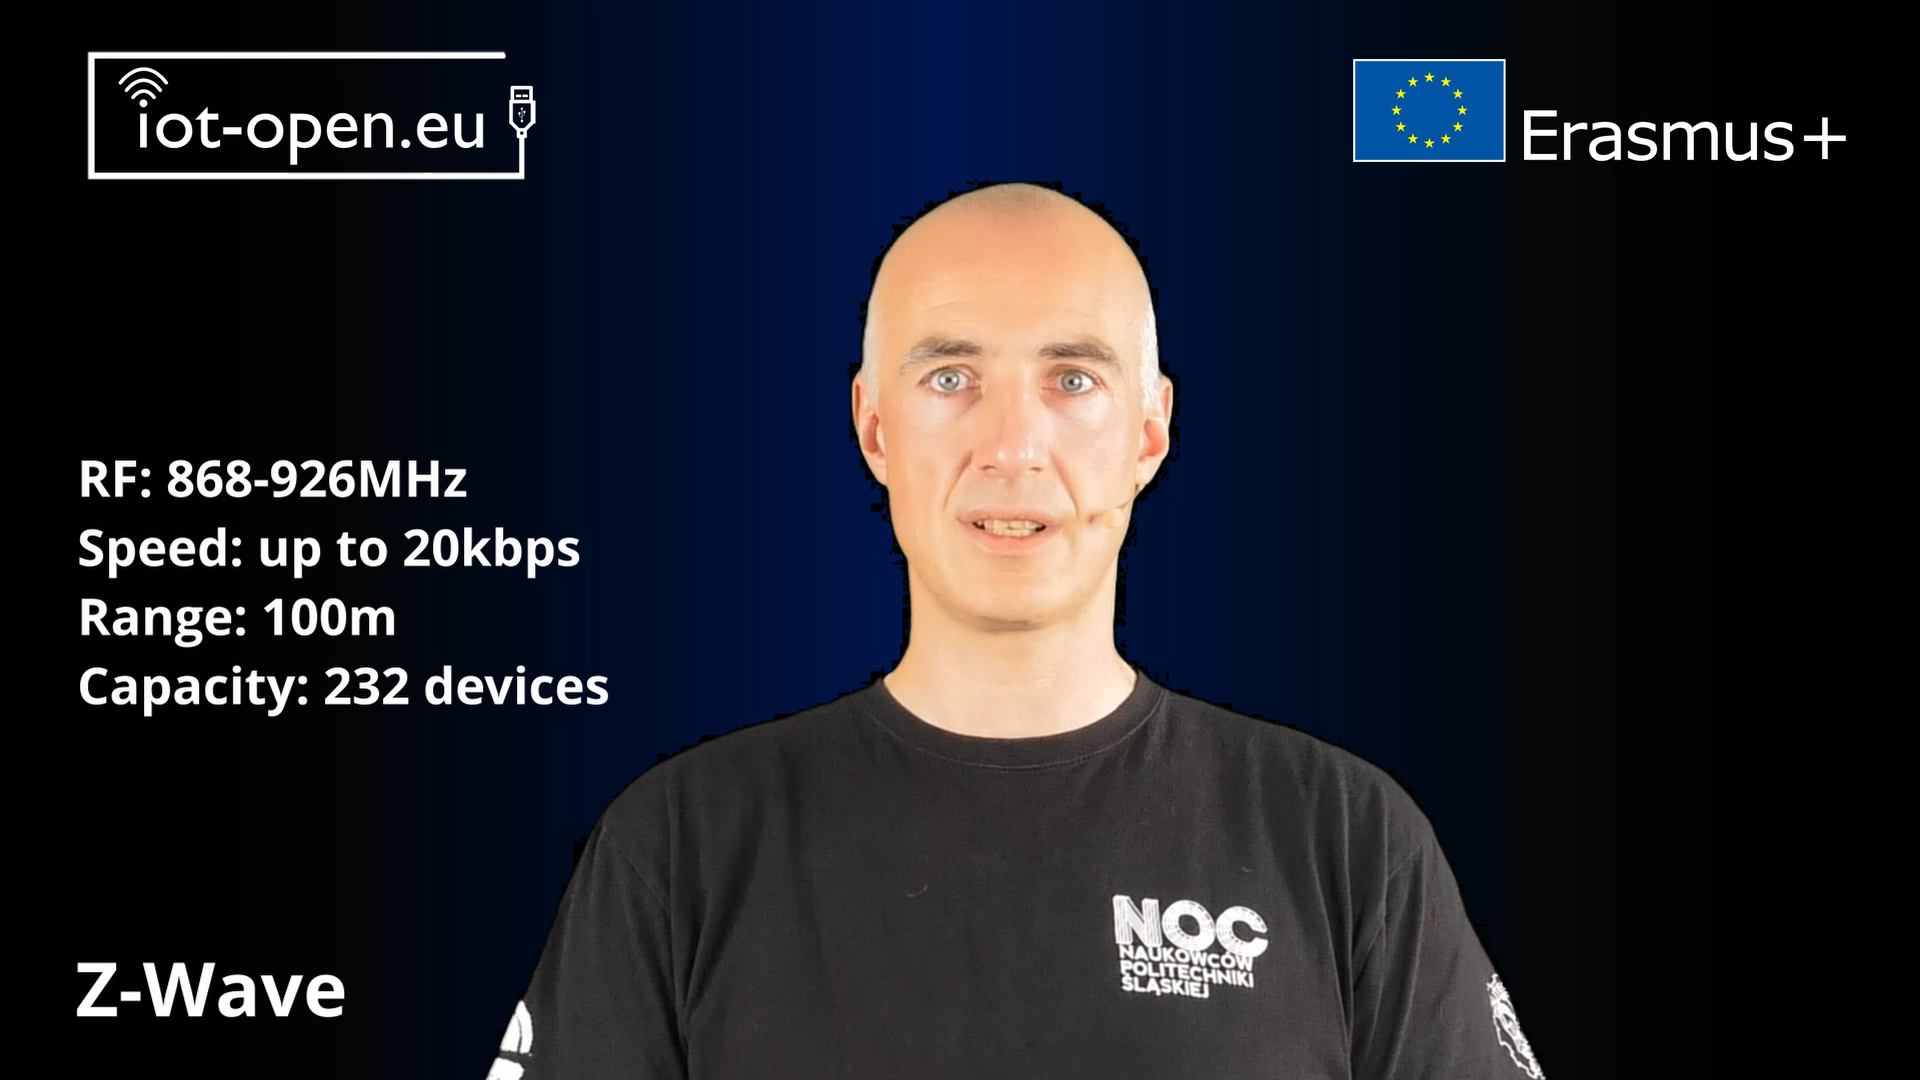 iot-open.eu
Erasmus+
RF: 868-926MHz
Speed: up to 20kbps
Range: 100m
Capacity: 232 devices
Z-Wave
NOC
NAUKOWCÓW
POLITECHNIKI
ŚLĄSKIEJ